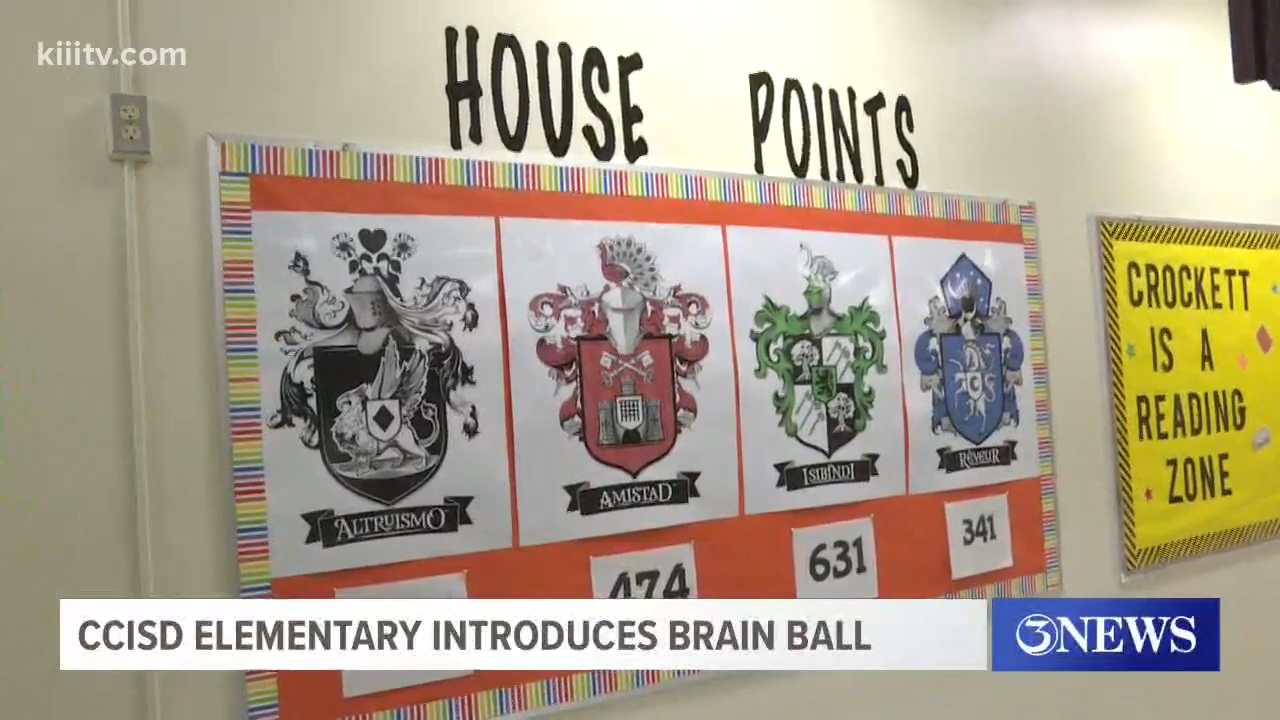 kiiitv.com
HOUSE POINTS
ALTRUISMO
AMISTAD
ISIBINDI
RÊVEUR
474
631
341
CROCKETT
IS A
READING
ZONE
CCISD ELEMENTARY INTRODUCES BRAIN BALL
3NEWS